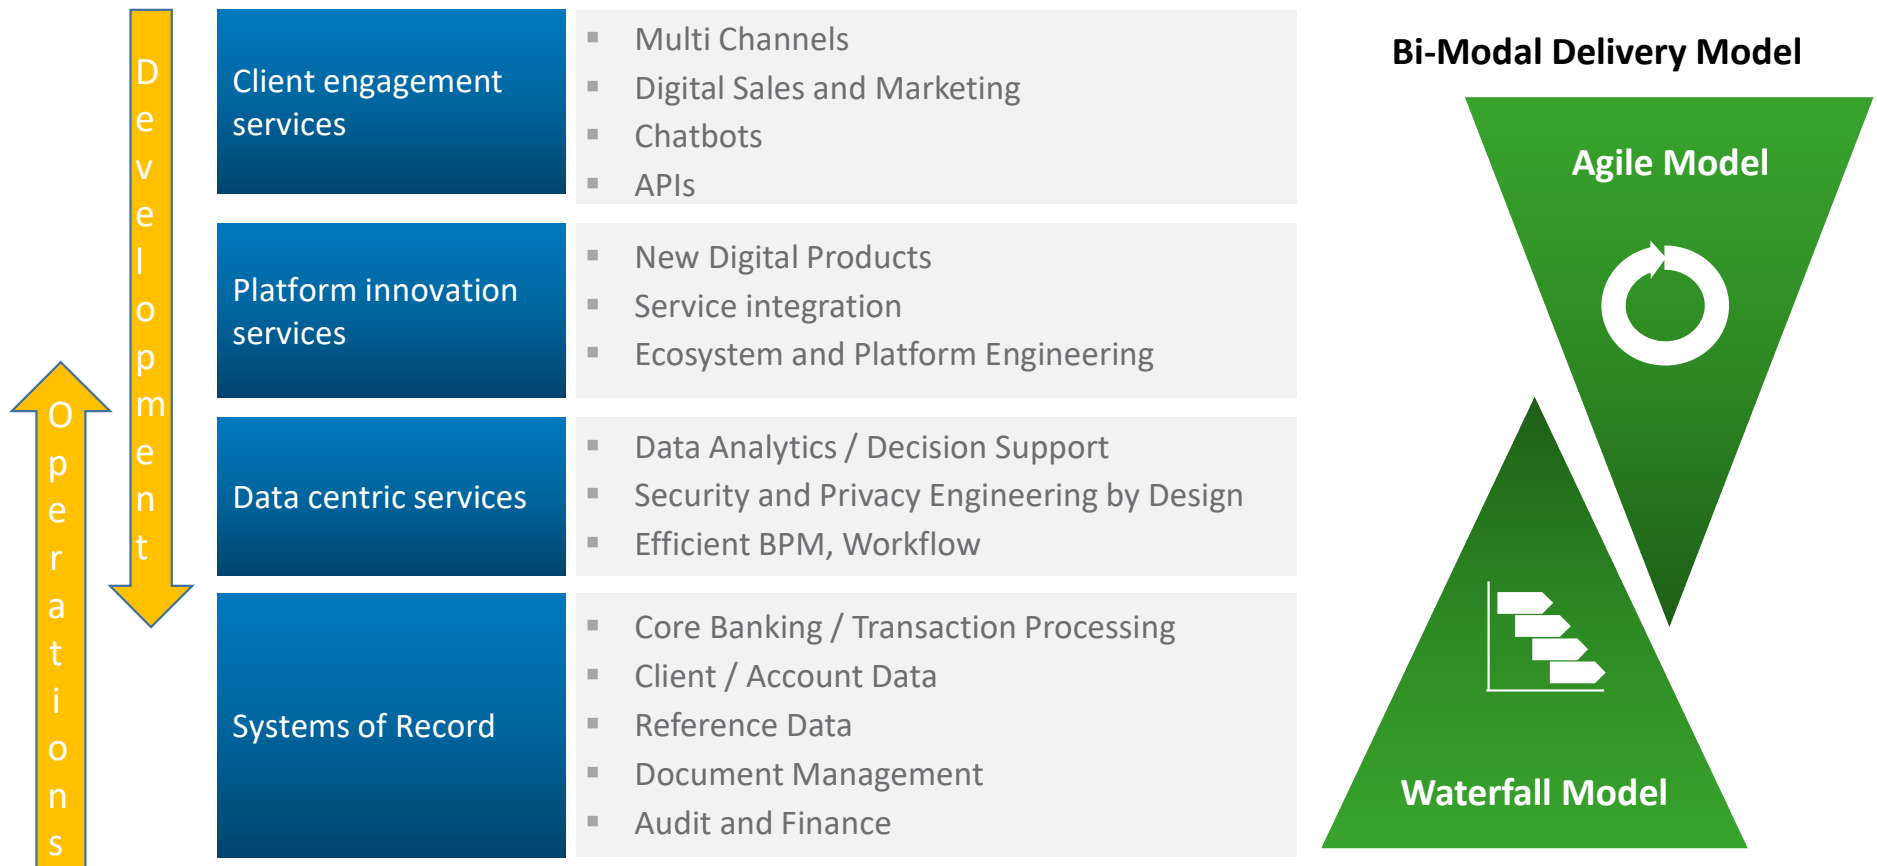 Development
Operations
Client engagement
services
Multi Channels
Digital Sales and Marketing
Chatbots
APIs
Platform innovation
services
New Digital Products
Service integration
Ecosystem and Platform Engineering
Data centric services
Data Analytics / Decision Support
Security and Privacy Engineering by Design
Efficient BPM, Workflow
Systems of Record
Core Banking / Transaction Processing
Client / Account Data
Reference Data
Document Management
Audit and Finance
Bi-Modal Delivery Model
Agile Model
Waterfall Model